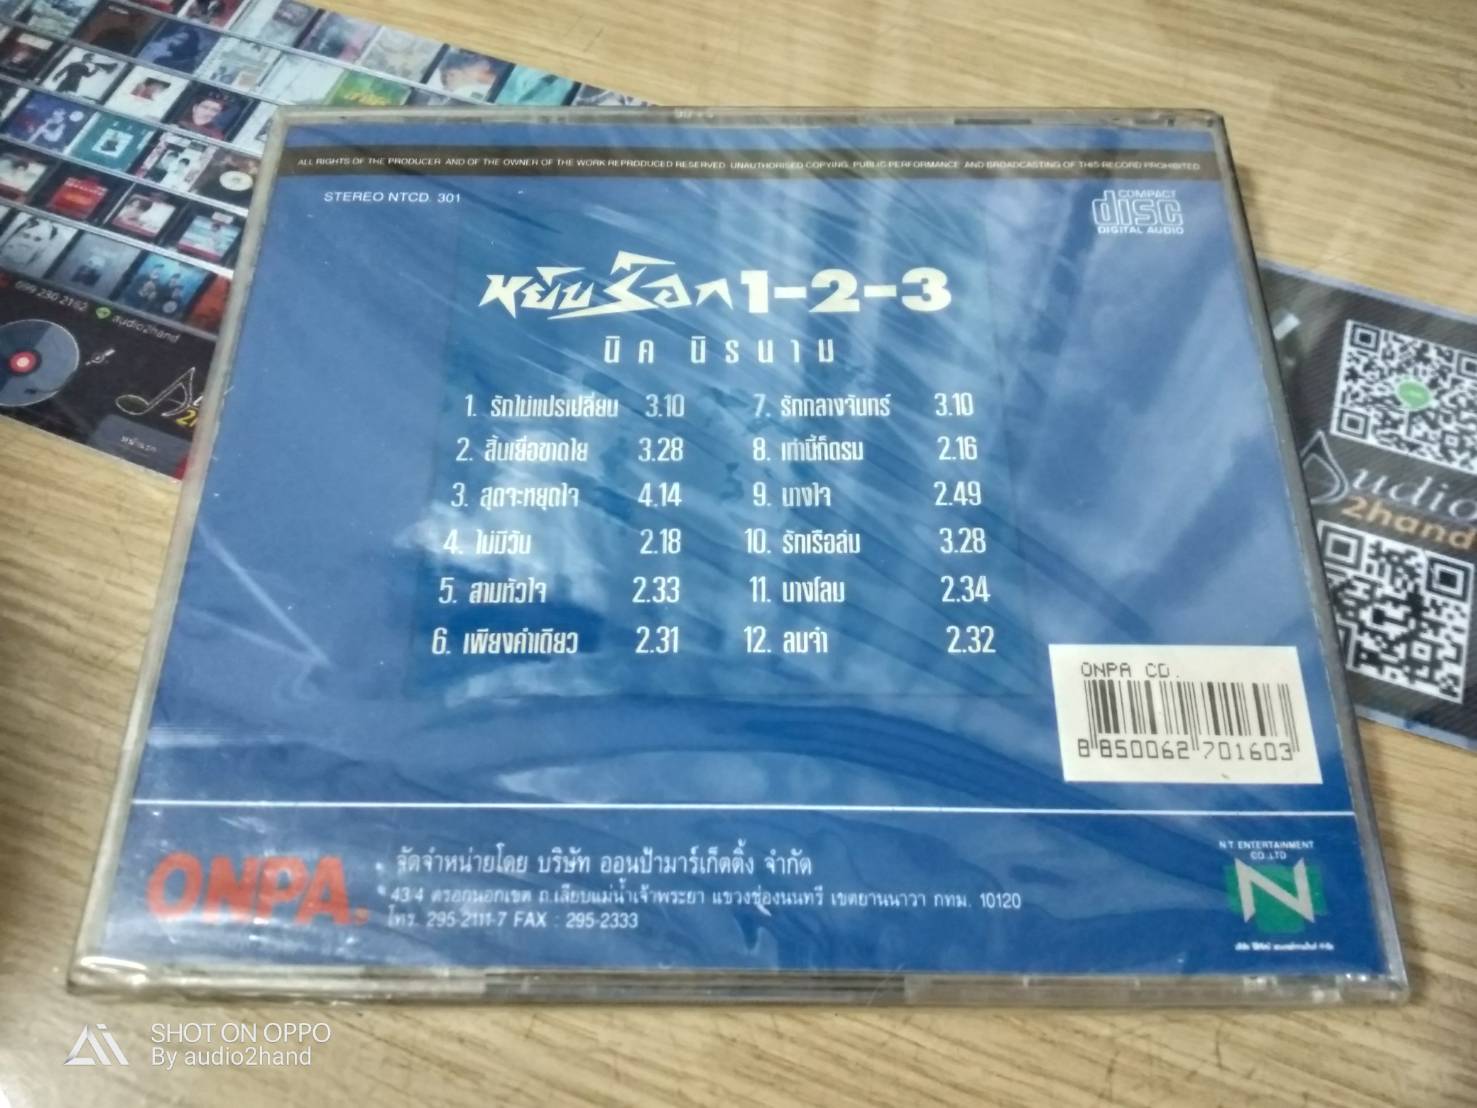 ALL RIGHTS OF THE PRODUCER AND OF THE OWNER OF THE WORK REPRODUCED RESERVED. UNAUTHORISED COPYING, PUBLIC PERFORMANCE AND BROADCASTING OF THIS RECORD PROHIBITED
STEREO NTCD. 301
COMPACT
disc
DIGITAL AUDIO
หยิบร็อก 1-2-3
นิค นิรนาม
1. รักไม่แปรเปลี่ยน 3.10
2. สิ้นเยื่อขาดใย 3.28
3. สุดจะหยุดใจ 4.14
4. ไม่มีวัน 2.18
5. สามหัวใจ 2.33
6. เพียงคำเดียว 2.31
7. รักกลางจันทร์ 3.10
8. เท่านี้ก็ตรม 2.16
9. นางใจ 2.49
10. รักเรือล่ม 3.28
11. นางโลม 2.34
12. ลมจ๋า 2.32
ONPA CD.
8 850062 701603
ONPA
จัดจำหน่ายโดย บริษัท ออนป้ามาร์เก็ตติ้ง จำกัด
43/4 ตรอกนอกเขต ถ.เลียบแม่น้ำเจ้าพระยา แขวงช่องนนทรี เขตยานนาวา กทม. 10120
โทร. 295-2111-7 FAX : 295-2333
N.T ENTERTAINMENT
CO.,LTD
N
099 230 2162 audio2hand
หน้าแรก
Audio
2hand
SHOT ON OPPO
By audio2hand